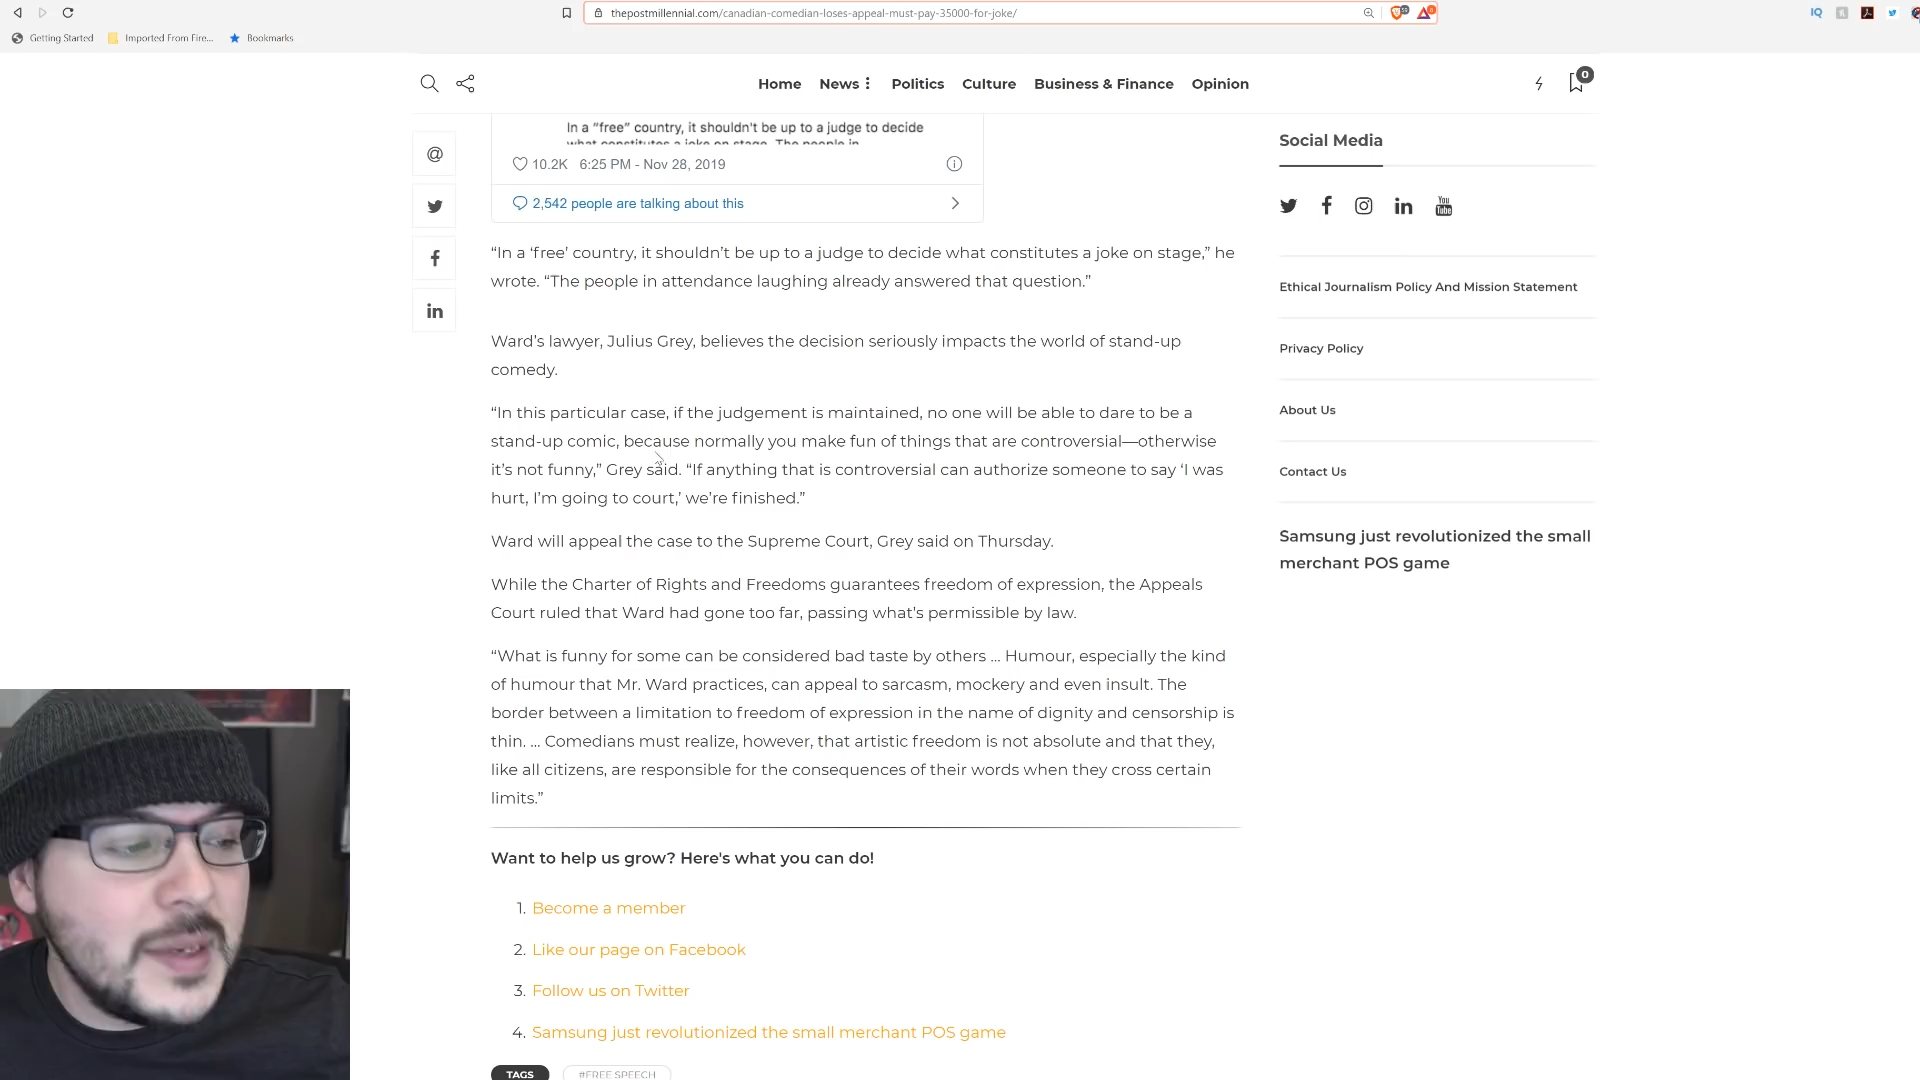 thepostmillennial.com/canadian-comedian-loses-appeal-must-pay-35000-for-joke/
IQ
Getting Started
Imported From Fire...
Bookmarks
Home
News
Politics
Culture
Business & Finance
Opinion
0
In a "free" country, it shouldn't be up to a judge to decide
what constitutes a joke on stage. The people in
10.2K 6:25 PM - Nov 28, 2019
2,542 people are talking about this
“In a ‘free’ country, it shouldn’t be up to a judge to decide what constitutes a joke on stage,” he
wrote. “The people in attendance laughing already answered that question.”
Ward’s lawyer, Julius Grey, believes the decision seriously impacts the world of stand-up
comedy.
“In this particular case, if the judgement is maintained, no one will be able to dare to be a
stand-up comic, because normally you make fun of things that are controversial—otherwise
it’s not funny,” Grey said. “If anything that is controversial can authorize someone to say ‘I was
hurt, I’m going to court,’ we’re finished.”
Ward will appeal the case to the Supreme Court, Grey said on Thursday.
While the Charter of Rights and Freedoms guarantees freedom of expression, the Appeals
Court ruled that Ward had gone too far, passing what’s permissible by law.
“What is funny for some can be considered bad taste by others … Humour, especially the kind
of humour that Mr. Ward practices, can appeal to sarcasm, mockery and even insult. The
border between a limitation to freedom of expression in the name of dignity and censorship is
thin. … Comedians must realize, however, that artistic freedom is not absolute and that they,
like all citizens, are responsible for the consequences of their words when they cross certain
limits.”
Want to help us grow? Here's what you can do!
1. Become a member
2. Like our page on Facebook
3. Follow us on Twitter
4. Samsung just revolutionized the small merchant POS game
TAGS
#FREE SPEECH
Social Media
You Tube
Ethical Journalism Policy And Mission Statement
Privacy Policy
About Us
Contact Us
Samsung just revolutionized the small
merchant POS game